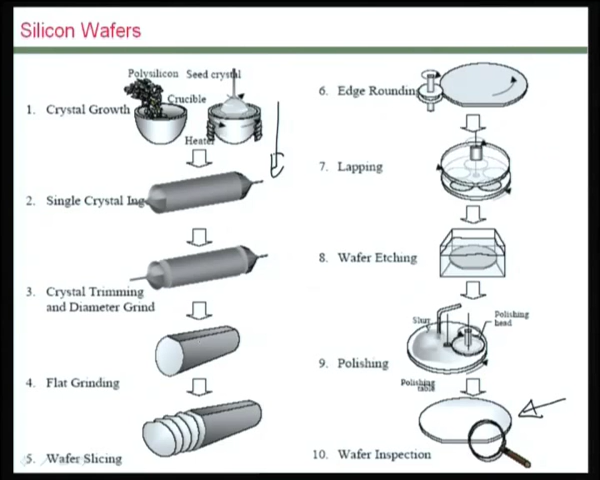 Silicon Wafers
Polysilicon Seed crystal
Crucible
1. Crystal Growth
Heater
2. Single Crystal Ing
3. Crystal Trimming
and Diameter Grind
4. Flat Grinding
5. Wafer Slicing
6. Edge Rounding
7. Lapping
8. Wafer Etching
Slurr
Polishing
head
9. Polishing
Polishing
table
10. Wafer Inspection